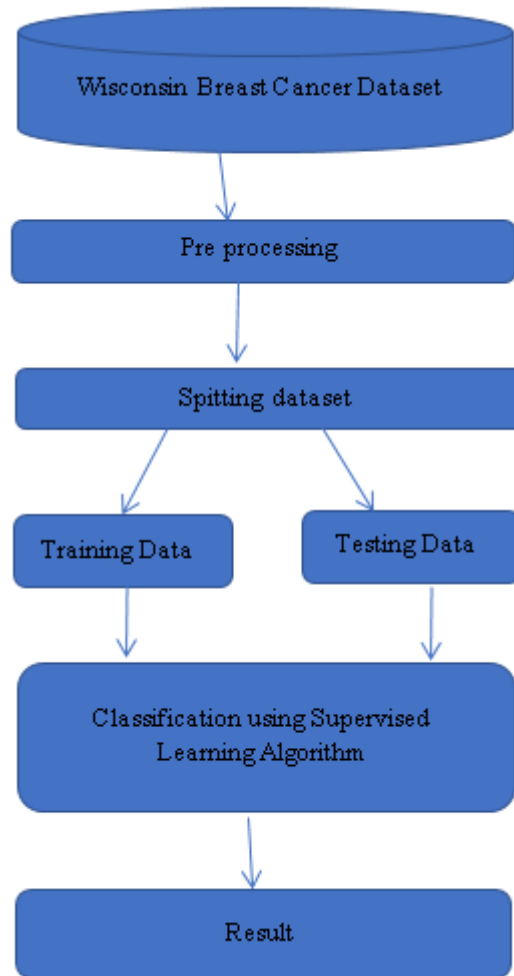 Wisconsin Breast Cancer Dataset
Pre processing
Spitting dataset
Training Data
Testing Data
Classification using Supervised
Learning Algorithm
Result